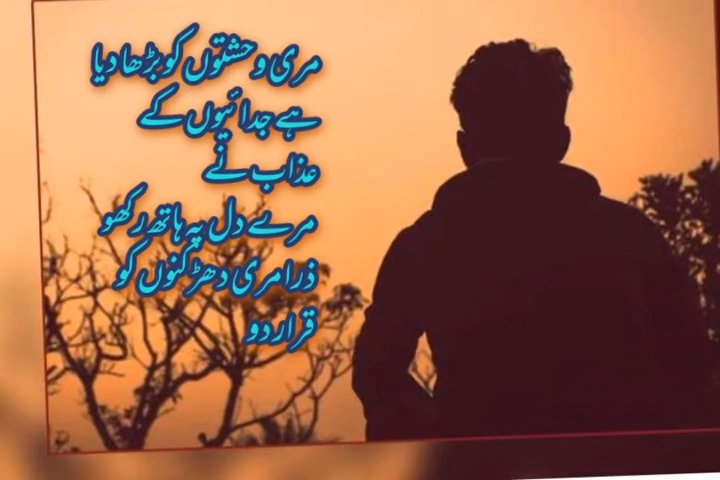 مری وحشتوں کو بڑھا دیا
ہے جدائیوں کے
عذاب نے
مرے دل پہ ہاتھ رکھو
ذرا مری دھڑکنوں کو
قرار دو